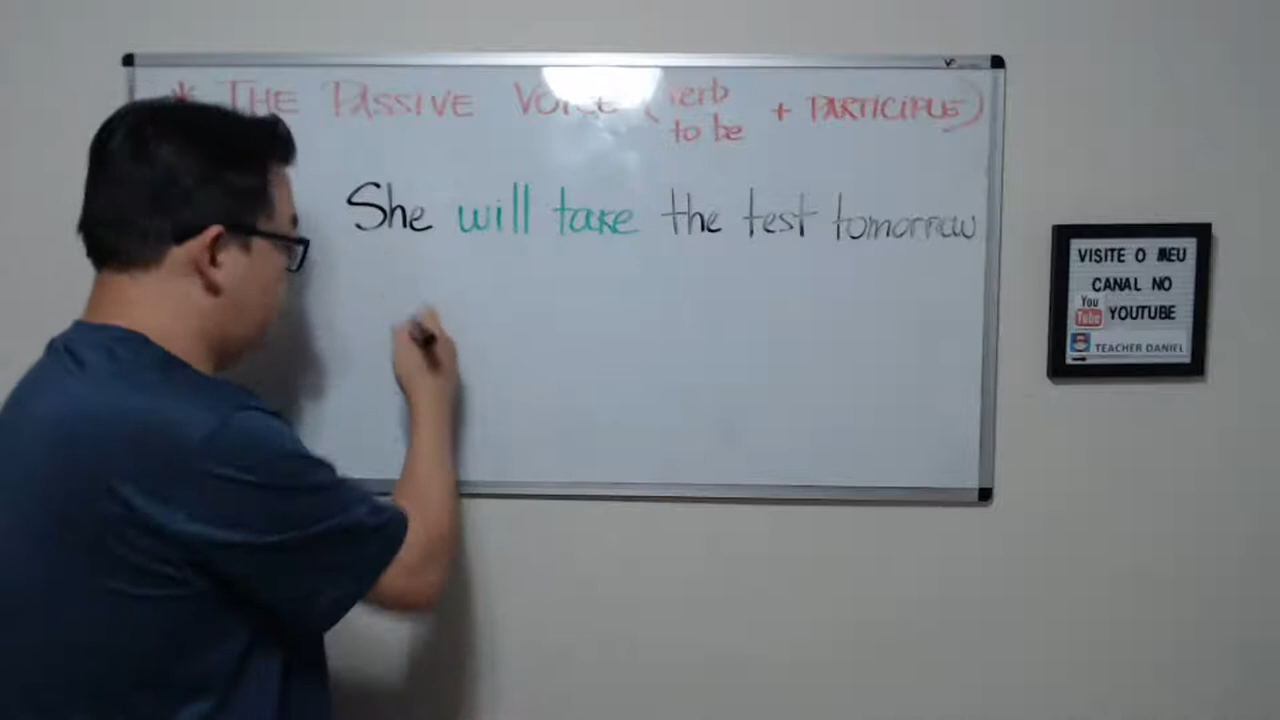 * THE PASSIVE VOICE (verb to be + PARTICIPLE)
She will take the test tomorrow
VISITE O MEU
CANAL NO
You Tube YOUTUBE
TEACHER DANIEL